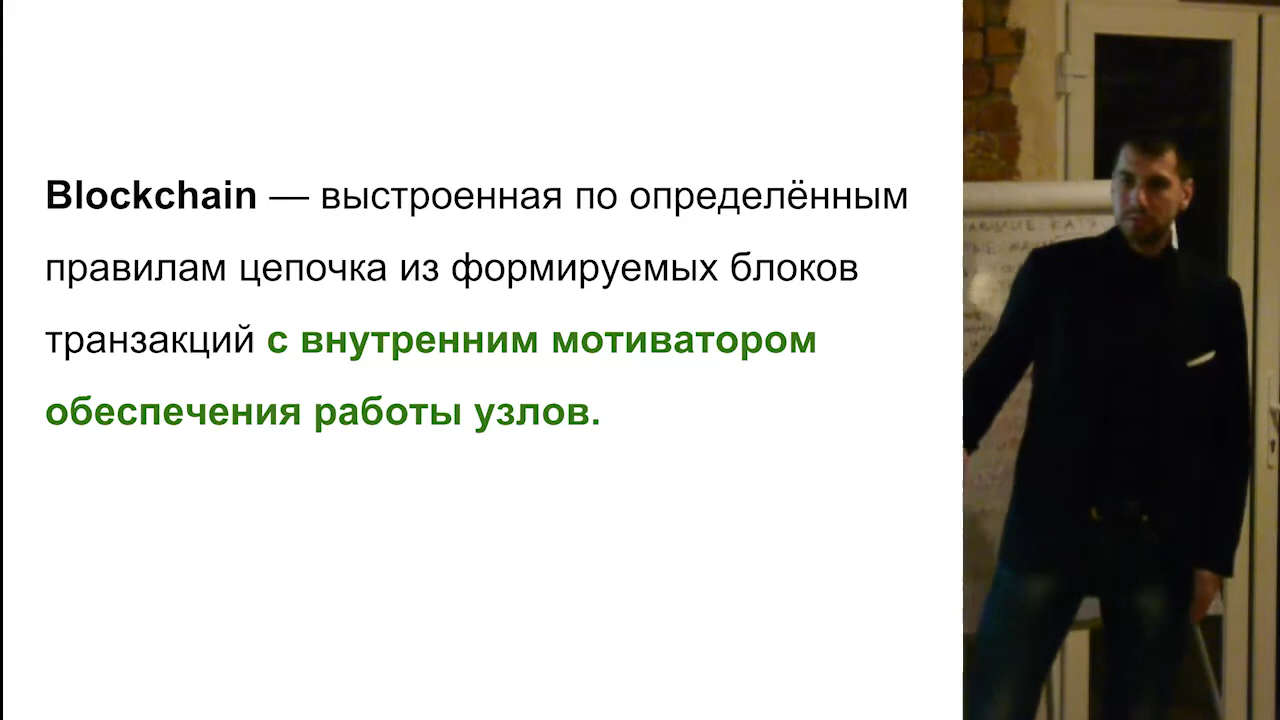 Blockchain — выстроенная по определённым
правилам цепочка из формируемых блоков
транзакций с внутренним мотиватором
обеспечения работы узлов.